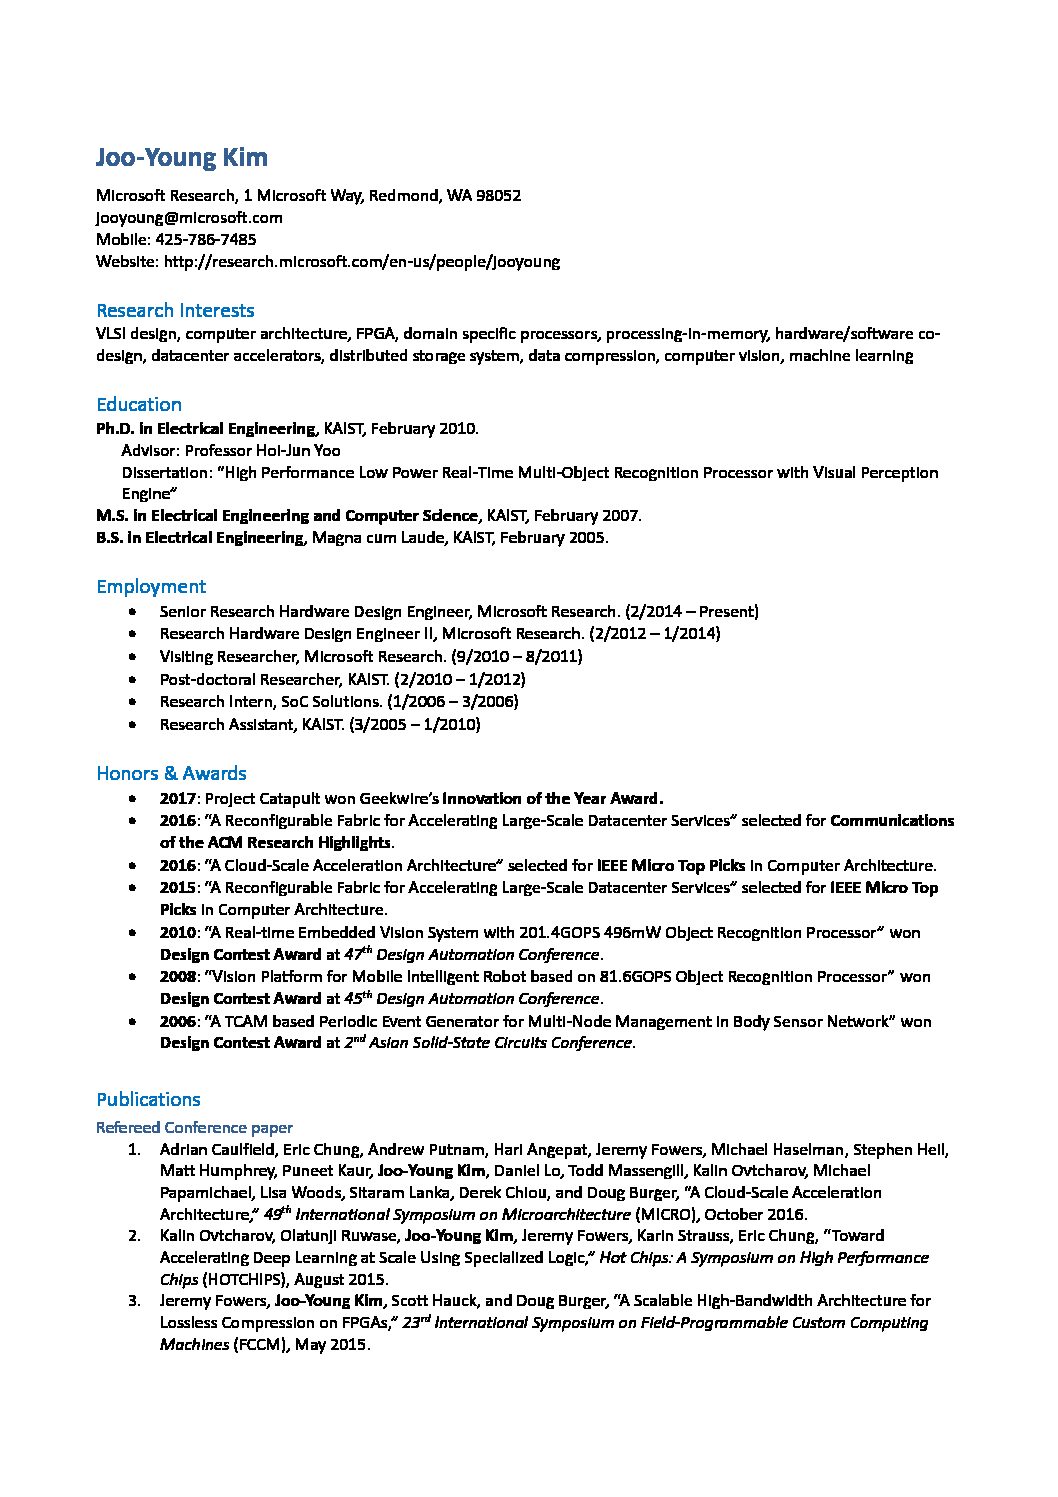 Joo-Young Kim
Microsoft Research, 1 Microsoft Way, Redmond, WA 98052
jooyoung@microsoft.com
Mobile: 425-786-7485
Website: http://research.microsoft.com/en-us/people/jooyoung
Research Interests
VLSI design, computer architecture, FPGA, domain specific processors, processing-in-memory, hardware/software co-
design, datacenter accelerators, distributed storage system, data compression, computer vision, machine learning
Education
Ph.D. in Electrical Engineering, KAIST, February 2010.
Advisor: Professor Hoi-Jun Yoo
Dissertation: “High Performance Low Power Real-Time Multi-Object Recognition Processor with Visual Perception
Engine”
M.S. in Electrical Engineering and Computer Science, KAIST, February 2007.
B.S. in Electrical Engineering, Magna cum Laude, KAIST, February 2005.
Employment
• Senior Research Hardware Design Engineer, Microsoft Research. (2/2014 – Present)
• Research Hardware Design Engineer II, Microsoft Research. (2/2012 – 1/2014)
• Visiting Researcher, Microsoft Research. (9/2010 – 8/2011)
• Post-doctoral Researcher, KAIST. (2/2010 – 1/2012)
• Research Intern, SoC Solutions. (1/2006 – 3/2006)
• Research Assistant, KAIST. (3/2005 – 1/2010)
Honors & Awards
• 2017: Project Catapult won Geekwire’s Innovation of the Year Award.
• 2016: “A Reconfigurable Fabric for Accelerating Large-Scale Datacenter Services” selected for Communications
of the ACM Research Highlights.
• 2016: “A Cloud-Scale Acceleration Architecture” selected for IEEE Micro Top Picks in Computer Architecture.
• 2015: “A Reconfigurable Fabric for Accelerating Large-Scale Datacenter Services” selected for IEEE Micro Top
Picks in Computer Architecture.
• 2010: “A Real-time Embedded Vision System with 201.4GOPS 496mW Object Recognition Processor” won
Design Contest Award at 47th Design Automation Conference.
• 2008: “Vision Platform for Mobile Intelligent Robot based on 81.6GOPS Object Recognition Processor” won
Design Contest Award at 45th Design Automation Conference.
• 2006: “A TCAM based Periodic Event Generator for Multi-Node Management in Body Sensor Network” won
Design Contest Award at 2nd Asian Solid-State Circuits Conference.
Publications
Refereed Conference paper
1. Adrian Caulfield, Eric Chung, Andrew Putnam, Hari Angepat, Jeremy Fowers, Michael Haselman, Stephen Heil,
Matt Humphrey, Puneet Kaur, Joo-Young Kim, Daniel Lo, Todd Massengill, Kalin Ovtcharov, Michael
Papamichael, Lisa Woods, Sitaram Lanka, Derek Chiou, and Doug Burger, “A Cloud-Scale Acceleration
Architecture,” 49th International Symposium on Microarchitecture (MICRO), October 2016.
2. Kalin Ovtcharov, Olatunji Ruwase, Joo-Young Kim, Jeremy Fowers, Karin Strauss, Eric Chung, “Toward
Accelerating Deep Learning at Scale Using Specialized Logic,” Hot Chips: A Symposium on High Performance
Chips (HOTCHIPS), August 2015.
3. Jeremy Fowers, Joo-Young Kim, Scott Hauck, and Doug Burger, “A Scalable High-Bandwidth Architecture for
Lossless Compression on FPGAs,” 23rd International Symposium on Field-Programmable Custom Computing
Machines (FCCM), May 2015.